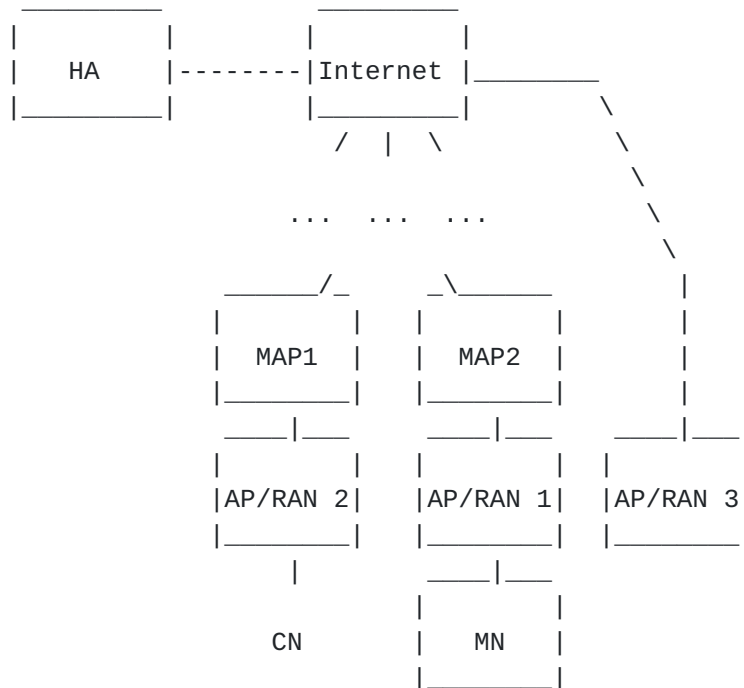 HA Internet
... ... ...
MAP1 MAP2
AP/RAN 2 AP/RAN 1 AP/RAN 3
CN MN